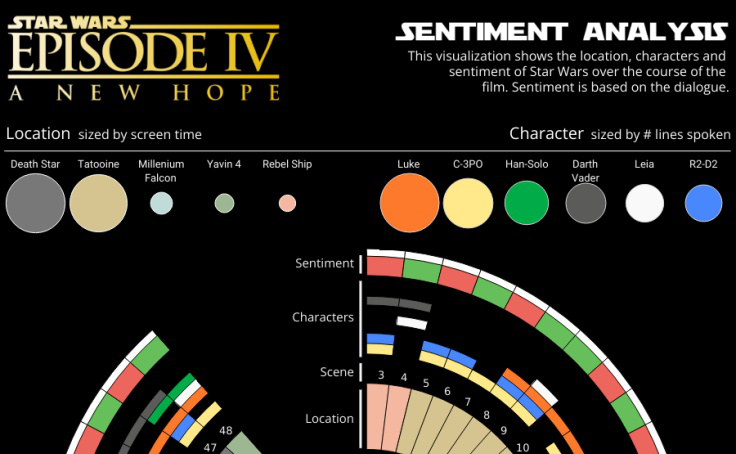 STAR WARS
EPISODE IV
A NEW HOPE
SENTIMENT ANALYSIS
This visualization shows the location, characters and
sentiment of Star Wars over the course of the
film. Sentiment is based on the dialogue.
Location sized by screen time
Character sized by # lines spoken
Death Star
Tatooine
Millenium
Falcon
Yavin 4
Rebel Ship
Luke
C-3PO
Han-Solo
Darth
Vader
Leia
R2-D2
Sentiment
Characters
Scene
Location
3
4
5
6
7
8
9
10
48
47